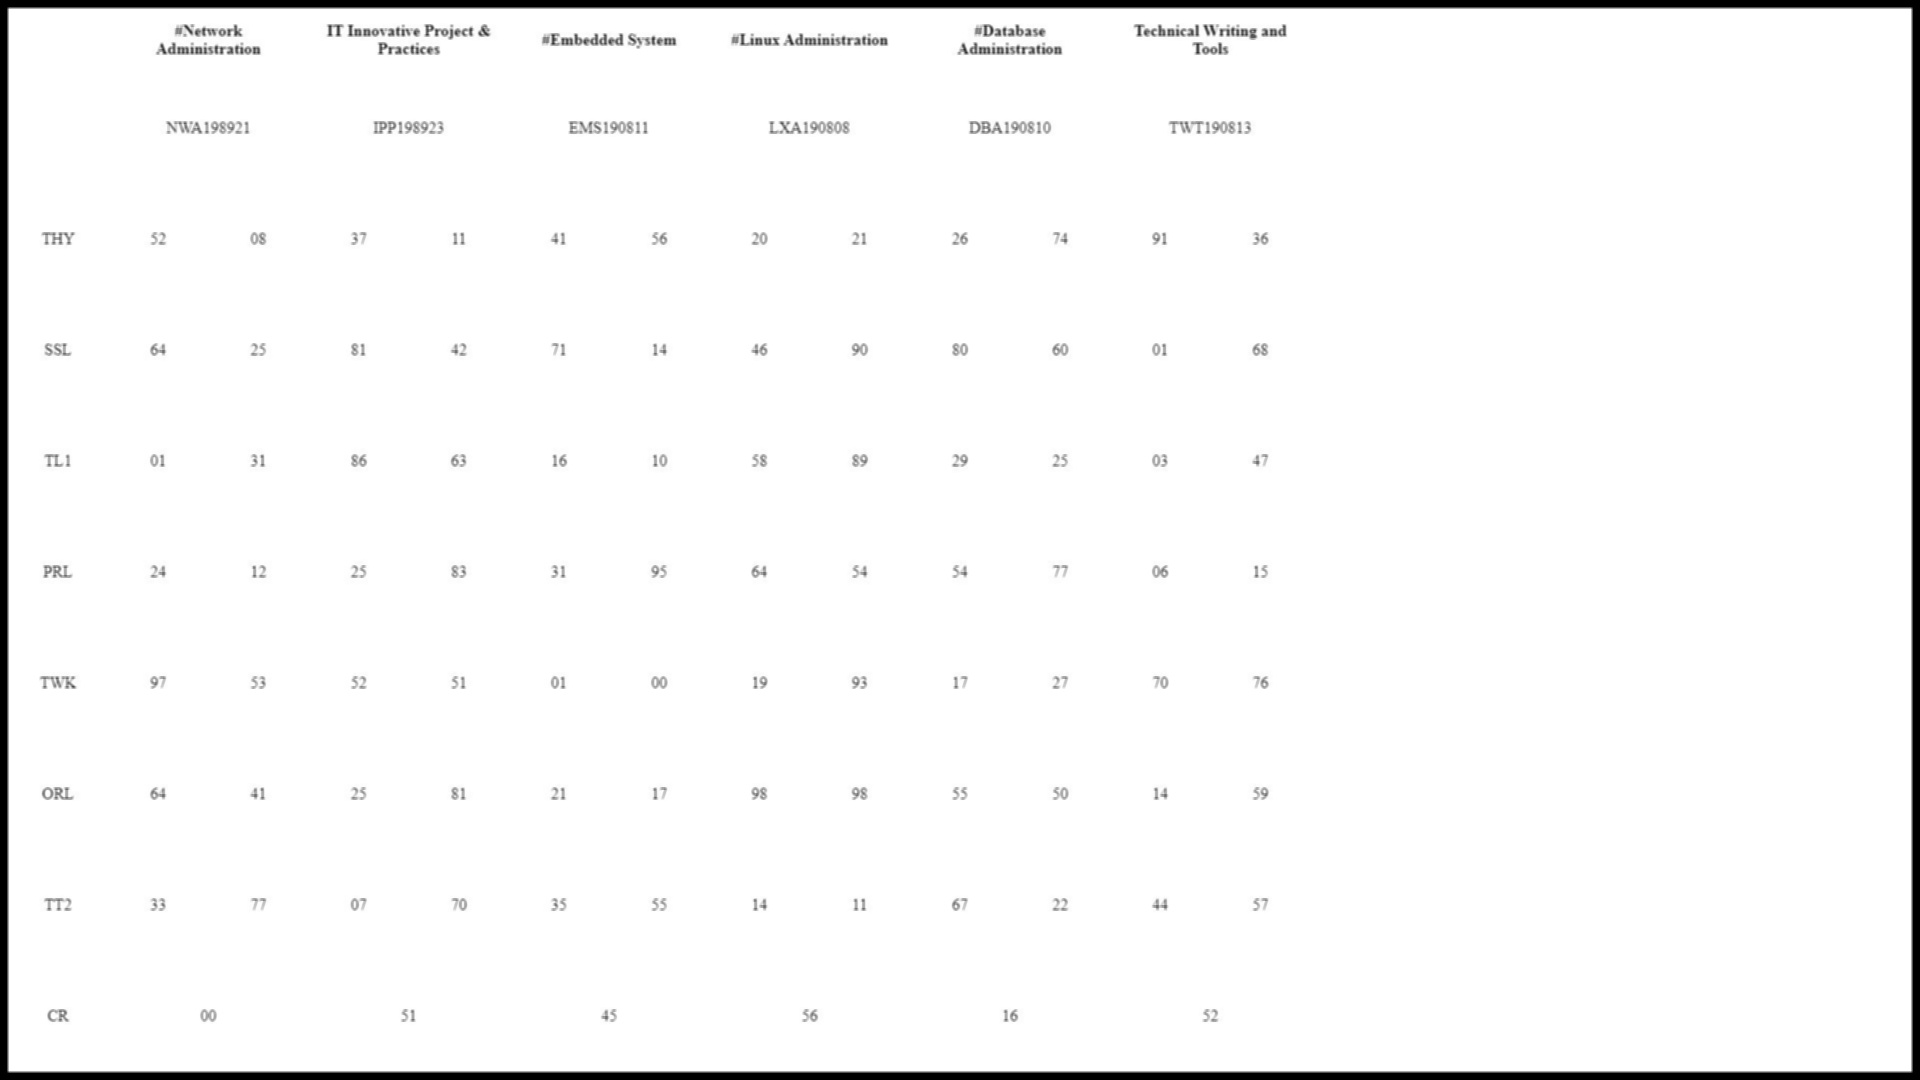 #Network Administration IT Innovative Project & Practices #Embedded System #Linux Administration #Database Administration Technical Writing and Tools
NWA198921 IPP198923 EMS190811 LXA190808 DBA190810 TWT190813
THY 52 08 37 11 41 56 20 21 26 74 91 36
SSL 64 25 81 42 71 14 46 90 80 60 01 68
TL1 01 31 86 63 16 10 58 89 29 25 03 47
PRL 24 12 25 83 31 95 64 54 54 77 06 15
TWK 97 53 52 51 01 00 19 93 17 27 70 76
ORL 64 41 25 81 21 17 98 98 55 50 14 59
TT2 33 77 07 70 35 55 14 11 67 22 44 57
CR 00 51 45 56 16 52